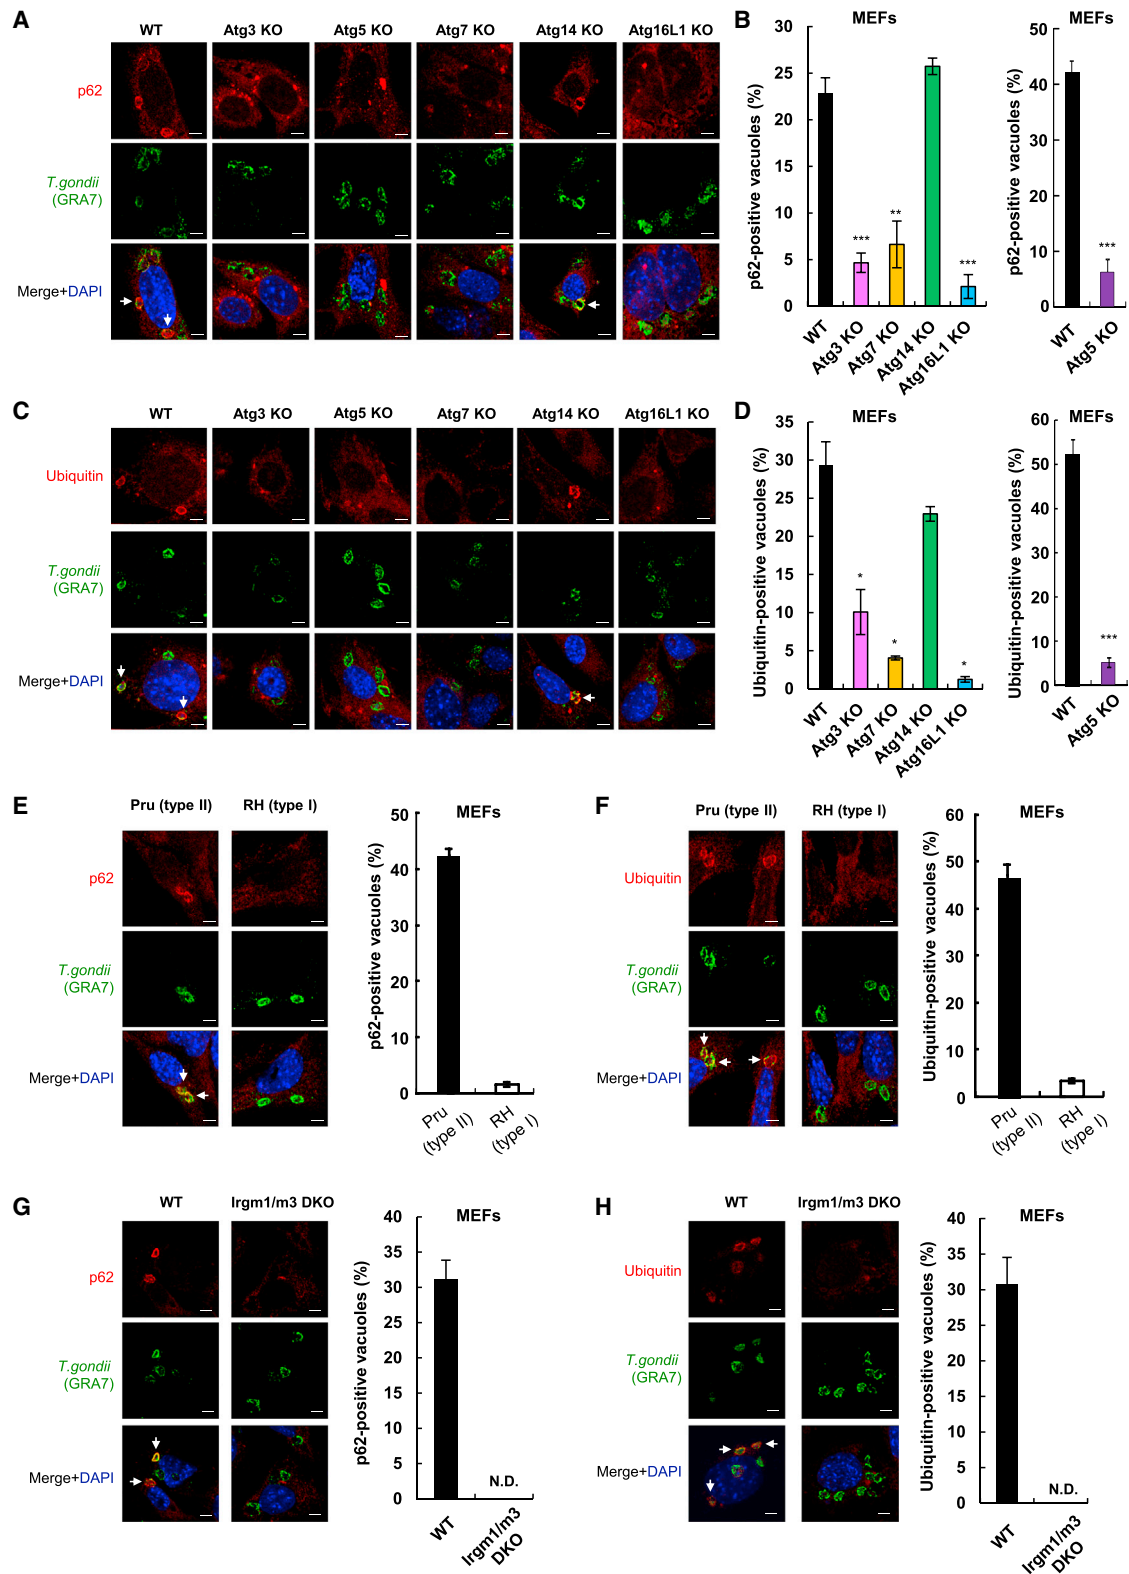 A
WT
Atg3 KO
Atg5 KO
Atg7 KO
Atg14 KO
Atg16L1 KO
p62
T.gondii
(GRA7)
Merge+DAPI
B
MEFs
p62-positive vacuoles (%)
30
25
20
15
10
5
0
***
**
***
WT
Atg3 KO
Atg7 KO
Atg14 KO
Atg16L1 KO
MEFs
p62-positive vacuoles (%)
50
40
30
20
10
0
***
WT
Atg5 KO
C
WT
Atg3 KO
Atg5 KO
Atg7 KO
Atg14 KO
Atg16L1 KO
Ubiquitin
T.gondii
(GRA7)
Merge+DAPI
D
MEFs
Ubiquitin-positive vacuoles (%)
35
30
25
20
15
10
5
0
*
*
*
WT
Atg3 KO
Atg7 KO
Atg14 KO
Atg16L1 KO
MEFs
Ubiquitin-positive vacuoles (%)
60
50
40
30
20
10
0
***
WT
Atg5 KO
E
Pru (type II)
RH (type I)
p62
T.gondii
(GRA7)
Merge+DAPI
MEFs
p62-positive vacuoles (%)
50
40
30
20
10
0
Pru
(type II)
RH
(type I)
F
Pru (type II)
RH (type I)
Ubiquitin
T.gondii
(GRA7)
Merge+DAPI
MEFs
Ubiquitin-positive vacuoles (%)
60
50
40
30
20
10
0
Pru
(type II)
RH
(type I)
G
WT
Irgm1/m3 DKO
p62
T.gondii
(GRA7)
Merge+DAPI
MEFs
p62-positive vacuoles (%)
40
35
30
25
20
15
10
5
0
N.D.
WT
Irgm1/m3
DKO
H
WT
Irgm1/m3 DKO
Ubiquitin
T.gondii
(GRA7)
Merge+DAPI
MEFs
Ubiquitin-positive vacuoles (%)
40
35
30
25
20
15
10
5
0
N.D.
WT
Irgm1/m3
DKO